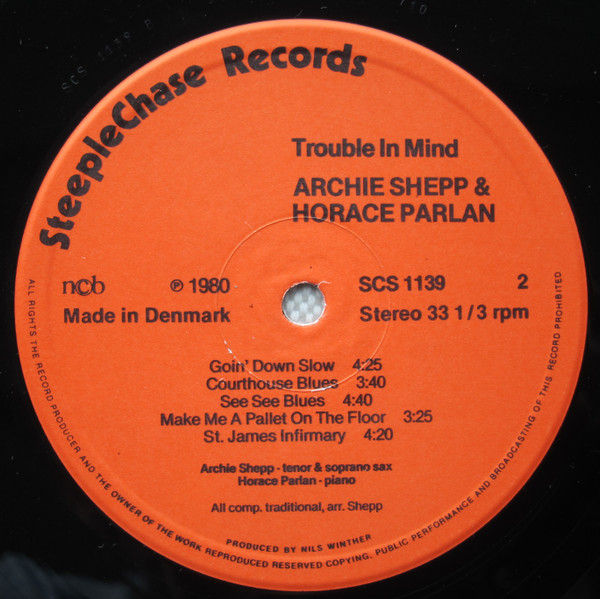 SteepleChase Records
Trouble In Mind
ARCHIE SHEPP &
HORACE PARLAN
ncb ℗ 1980 SCS 1139 2
Made in Denmark Stereo 33 1/3 rpm
Goin' Down Slow 4:25
Courthouse Blues 3:40
See See Blues 4:40
Make Me A Pallet On The Floor 3:25
St. James Infirmary 4:20
Archie Shepp - tenor & soprano sax
Horace Parlan - piano
All comp. traditional, arr. Shepp
PRODUCED BY NILS WINTHER
ALL RIGHTS THE RECORD PRODUCER AND THE OWNER OF THE WORK REPRODUCED RESERVED COPYING. PUBLIC PERFORMANCE AND BROADCASTING OF THIS RECORD PROHIBITED
SCS 1139